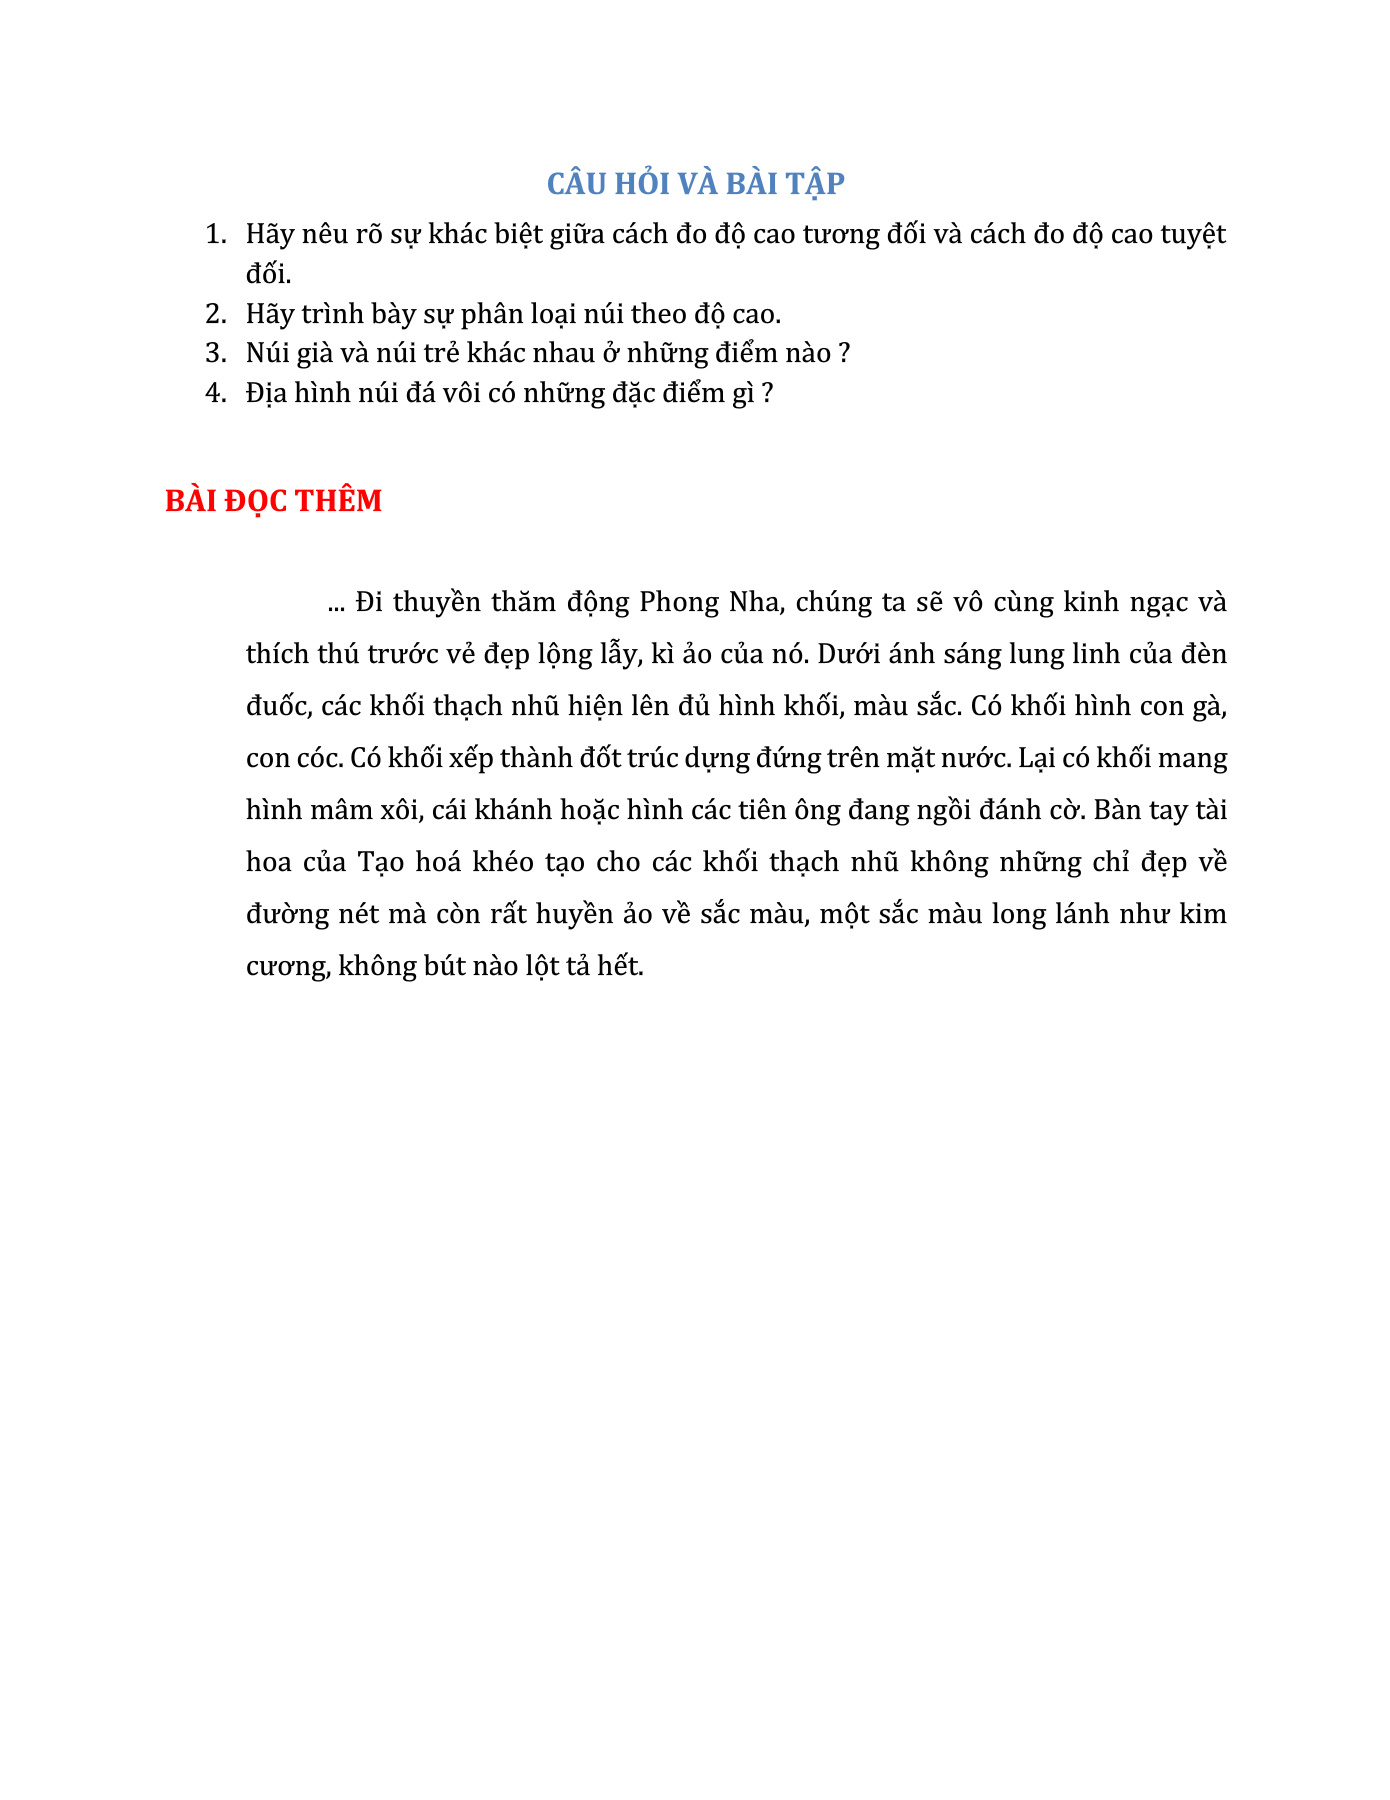 CÂU HỎI VÀ BÀI TẬP
1. Hãy nêu rõ sự khác biệt giữa cách đo độ cao tương đối và cách đo độ cao tuyệt
đối.
2. Hãy trình bày sự phân loại núi theo độ cao.
3. Núi già và núi trẻ khác nhau ở những điểm nào ?
4. Địa hình núi đá vôi có những đặc điểm gì ?
BÀI ĐỌC THÊM
... Đi thuyền thăm động Phong Nha, chúng ta sẽ vô cùng kinh ngạc và
thích thú trước vẻ đẹp lộng lẫy, kì ảo của nó. Dưới ánh sáng lung linh của đèn
đuốc, các khối thạch nhũ hiện lên đủ hình khối, màu sắc. Có khối hình con gà,
con cóc. Có khối xếp thành đốt trúc dựng đứng trên mặt nước. Lại có khối mang
hình mâm xôi, cái khánh hoặc hình các tiên ông đang ngồi đánh cờ. Bàn tay tài
hoa của Tạo hoá khéo tạo cho các khối thạch nhũ không những chỉ đẹp về
đường nét mà còn rất huyền ảo về sắc màu, một sắc màu long lánh như kim
cương, không bút nào lột tả hết.